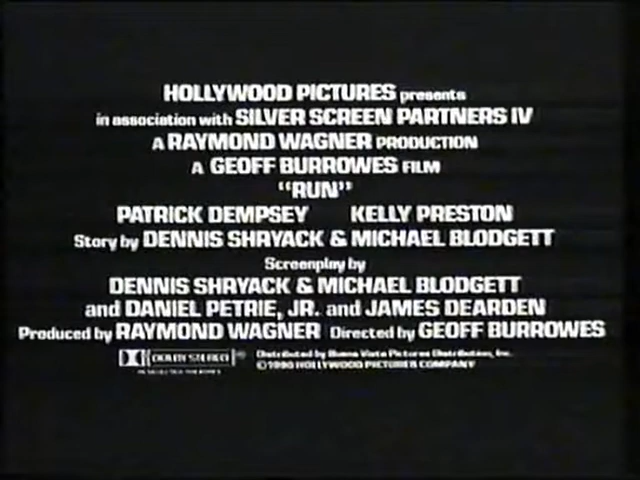 HOLLYWOOD PICTURES presents
in association with SILVER SCREEN PARTNERS IV
A RAYMOND WAGNER PRODUCTION
A GEOFF BURROWES FILM
"RUN"
PATRICK DEMPSEY KELLY PRESTON
Story by DENNIS SHRYACK & MICHAEL BLODGETT
Screenplay by
DENNIS SHRYACK & MICHAEL BLODGETT
and DANIEL PETRIE, JR. and JAMES DEARDEN
Produced by RAYMOND WAGNER Directed by GEOFF BURROWES
DOLBY STEREO ® Distributed by Buena Vista Pictures Distribution, Inc.
©1990 HOLLYWOOD PICTURES COMPANY